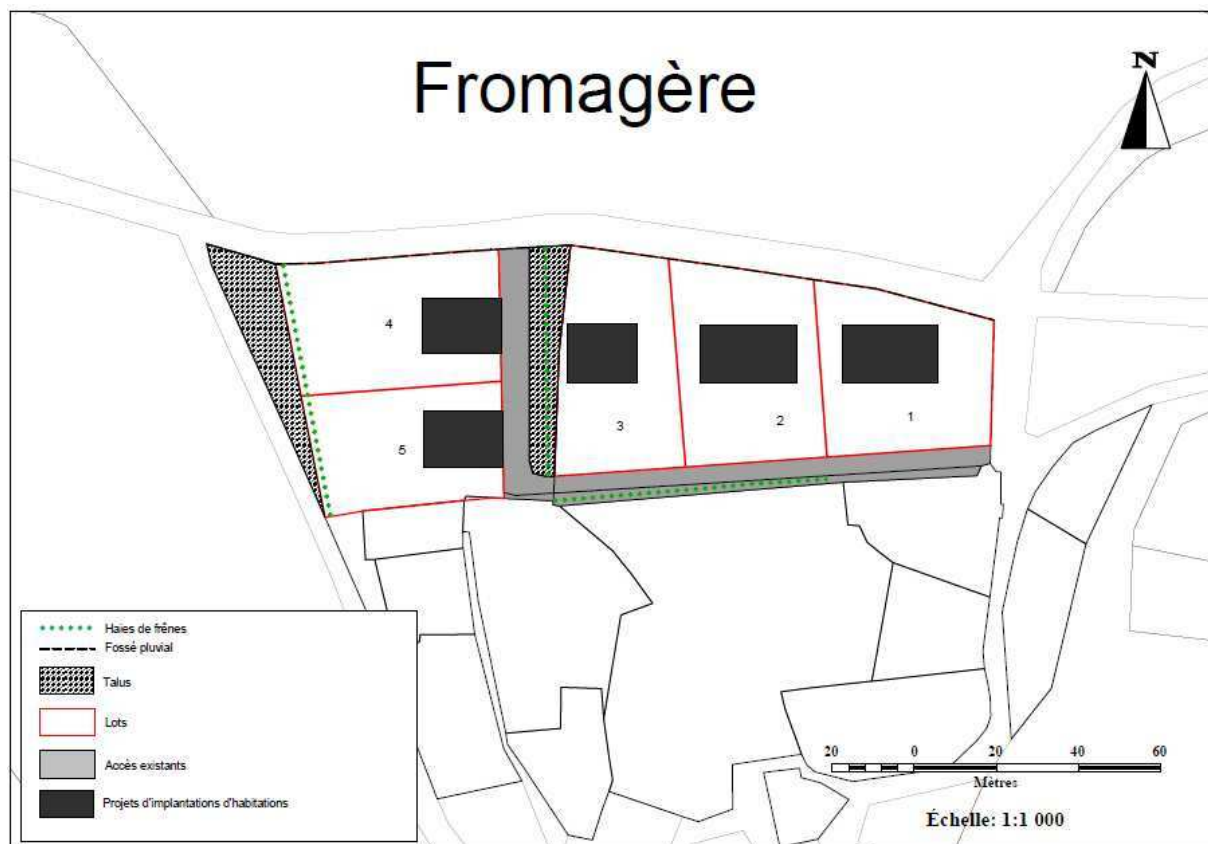 Fromagère
N
4
5
3
2
1
Haies de frênes
Fossé pluvial
Talus
Lots
Accès existants
Projets d'implantations d'habitations
20 0 20 40 60
Mètres
Échelle: 1:1 000